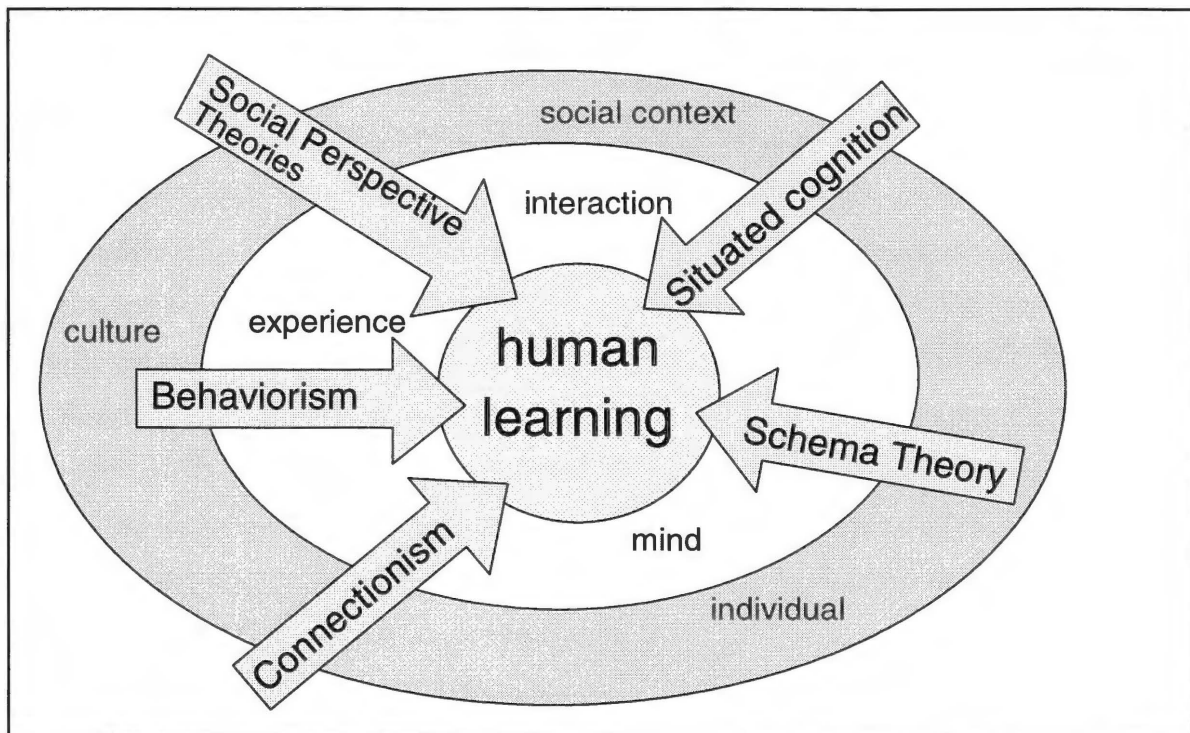 Social Perspective
Theories
social context
Situated cognition
interaction
culture
experience
human
learning
Behaviorism
Schema Theory
mind
Connectionism
individual